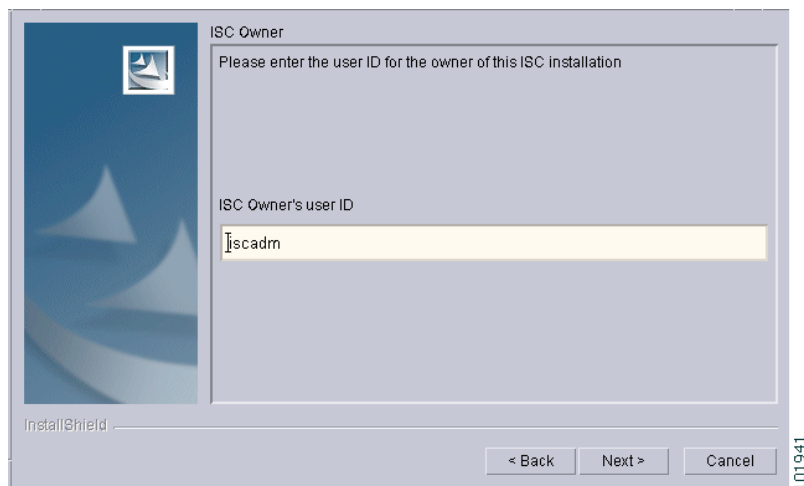 ISC Owner
Please enter the user ID for the owner of this ISC installation
ISC Owner's user ID
iscadm
InstallShield
< Back
Next >
Cancel
01941